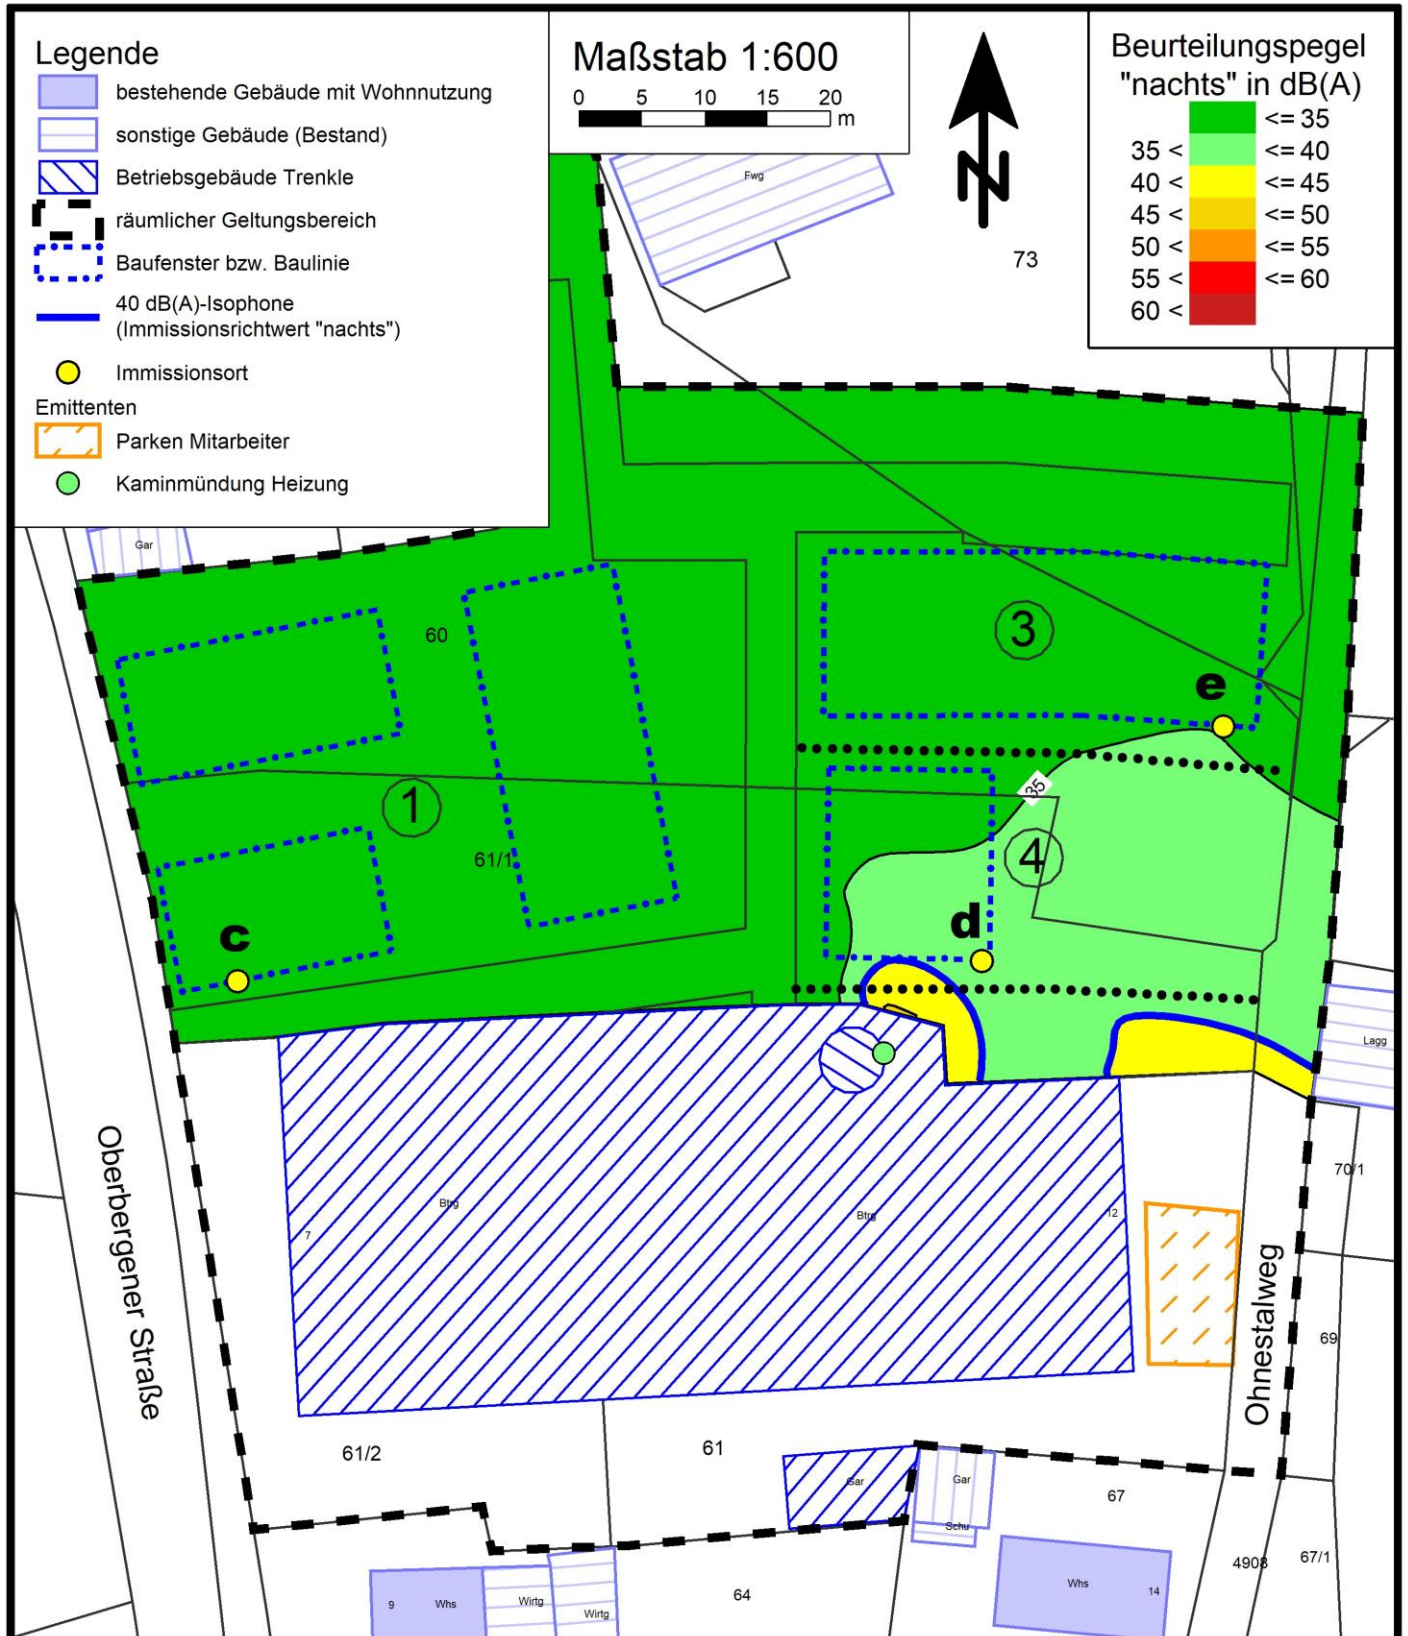 Legende
bestehende Gebäude mit Wohnnutzung
sonstige Gebäude (Bestand)
Betriebsgebäude Trenkle
räumlicher Geltungsbereich
Baufenster bzw. Baulinie
40 dB(A)-Isophone
(Immissionsrichtwert "nachts")
Immissionsort
Emittenten
Parken Mitarbeiter
Kaminmündung Heizung
Maßstab 1:600
0 5 10 15 20 m
N
Beurteilungspegel
"nachts" in dB(A)
<= 35
35 < <= 40
40 < <= 45
45 < <= 50
50 < <= 55
55 < <= 60
60 <
Fwg
73
Gar
60
3
e
35
1
61/1
4
c
d
Lagg
Oberbergener Straße
70/1
Btrg
7
Btrg
12
Ohnestalweg
69
61/2
61
Gar
Gar
67
Schu
4908
67/1
9
Whs
Wirtg
Wirtg
64
Whs
14